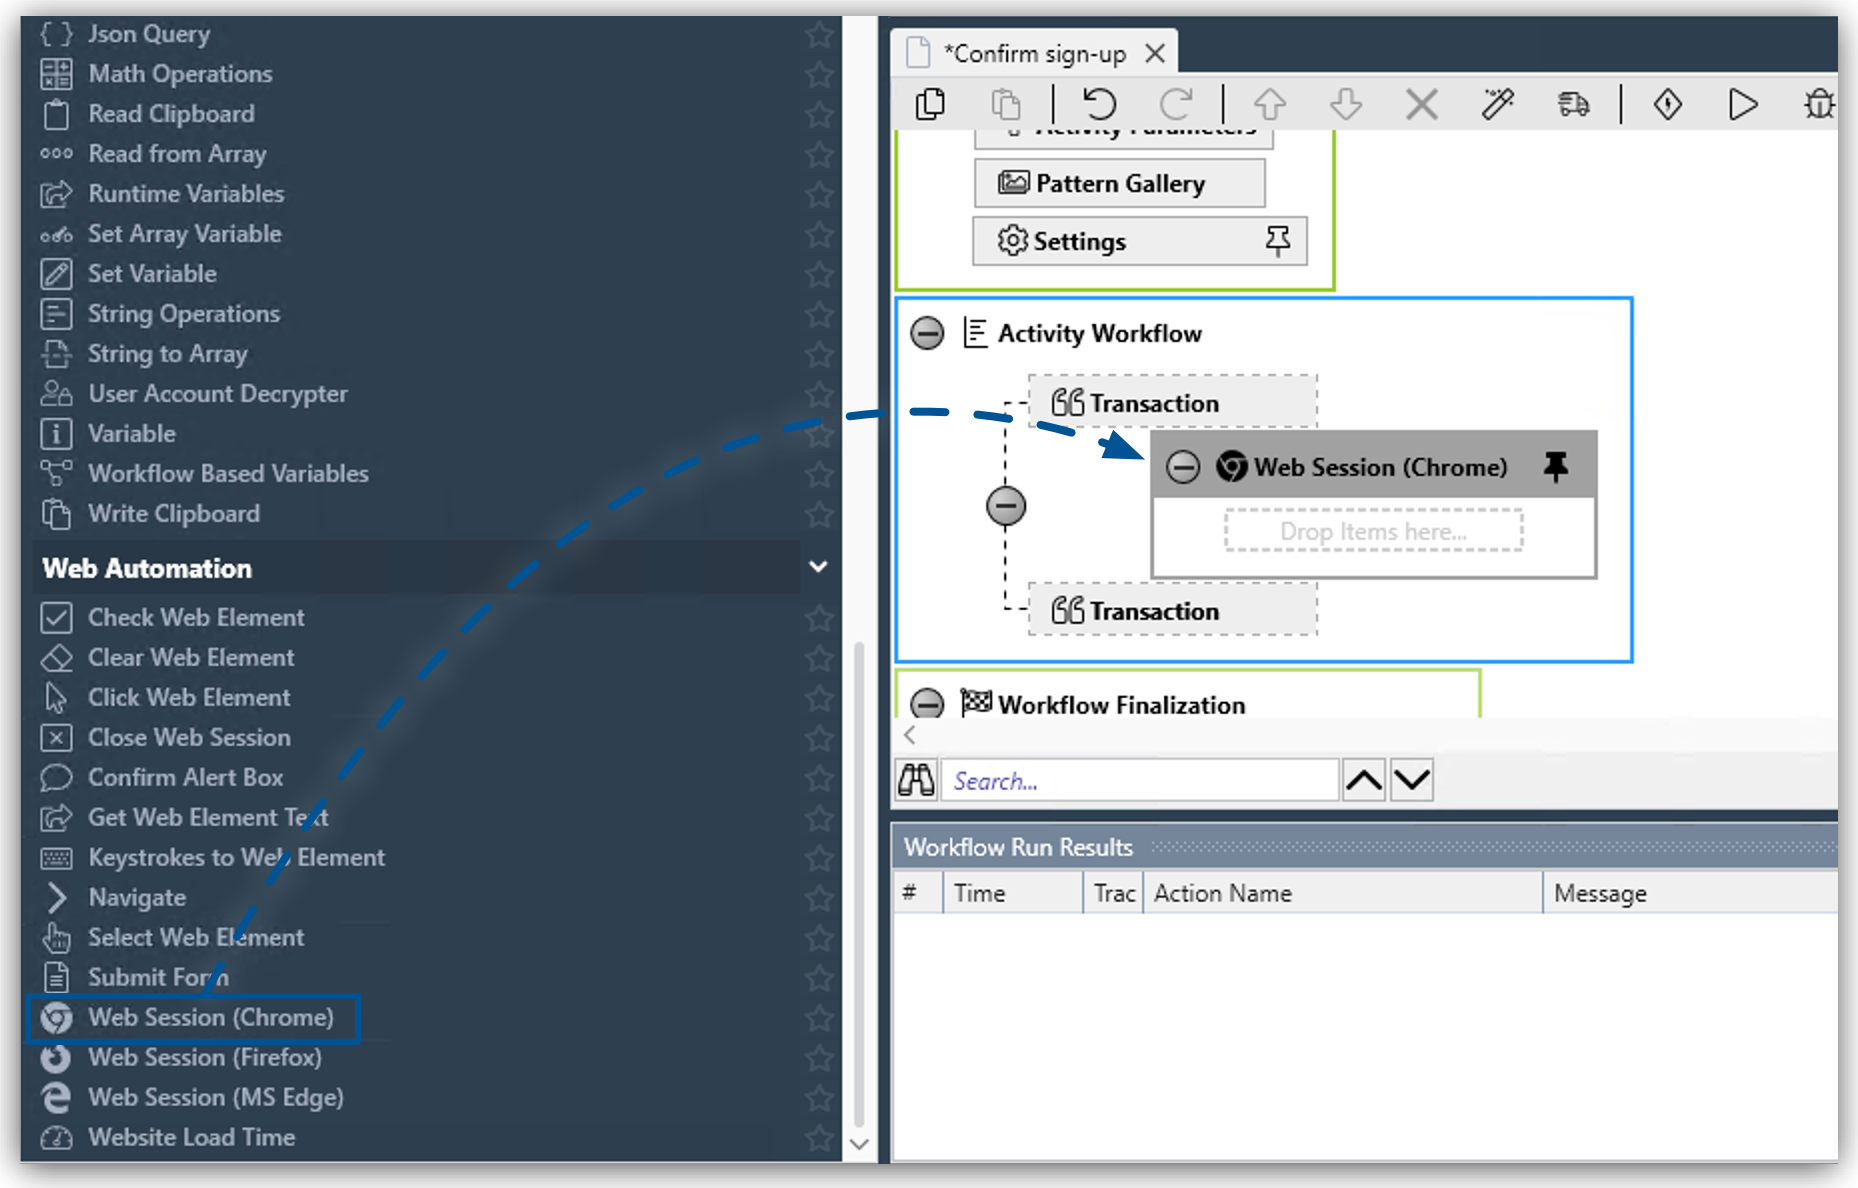 Json Query
Math Operations
Read Clipboard
Read from Array
Runtime Variables
Set Array Variable
Set Variable
String Operations
String to Array
User Account Decrypter
Variable
Workflow Based Variables
Write Clipboard
Web Automation
Check Web Element
Clear Web Element
Click Web Element
Close Web Session
Confirm Alert Box
Get Web Element Text
Keystrokes to Web Element
Navigate
Select Web Element
Submit Form
Web Session (Chrome)
Web Session (Firefox)
Web Session (MS Edge)
Website Load Time
*Confirm sign-up
Activity Parameters
Pattern Gallery
Settings
Activity Workflow
Transaction
Web Session (Chrome)
Drop Items here...
Transaction
Workflow Finalization
Search...
Workflow Run Results
# Time Trac Action Name Message